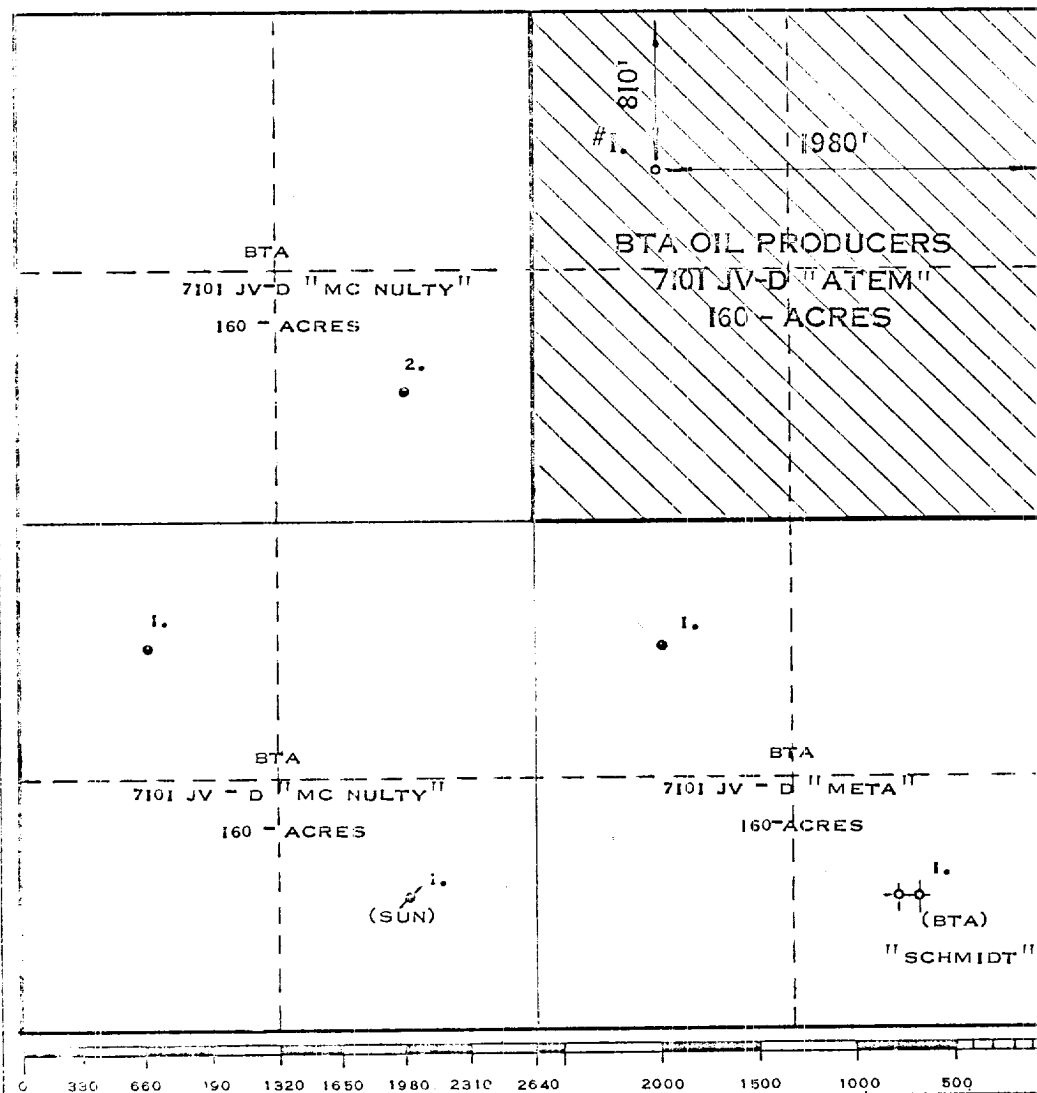 810'
#1.
1980'
BTA
7101 JV-D "MC NULTY"
160 - ACRES
2.
BTA OIL PRODUCERS
7101 JV-D "ATEM"
160 - ACRES
1.
1.
BTA
7101 JV - D "MC NULTY"
160 - ACRES
1.
(SUN)
BTA
7101 JV - D "META"
160-ACRES
1.
(BTA)
"SCHMIDT"
0 330 660 990 1320 1650 1980 2310 2640 2000 1500 1000 500